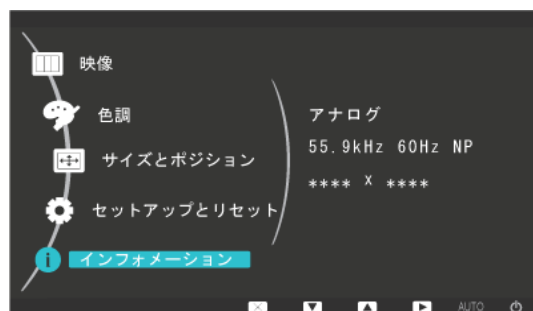 映像
色調
サイズとポジション
セットアップとリセット
インフォメーション
アナログ
55.9kHz 60Hz NP
**** x ****
AUTO